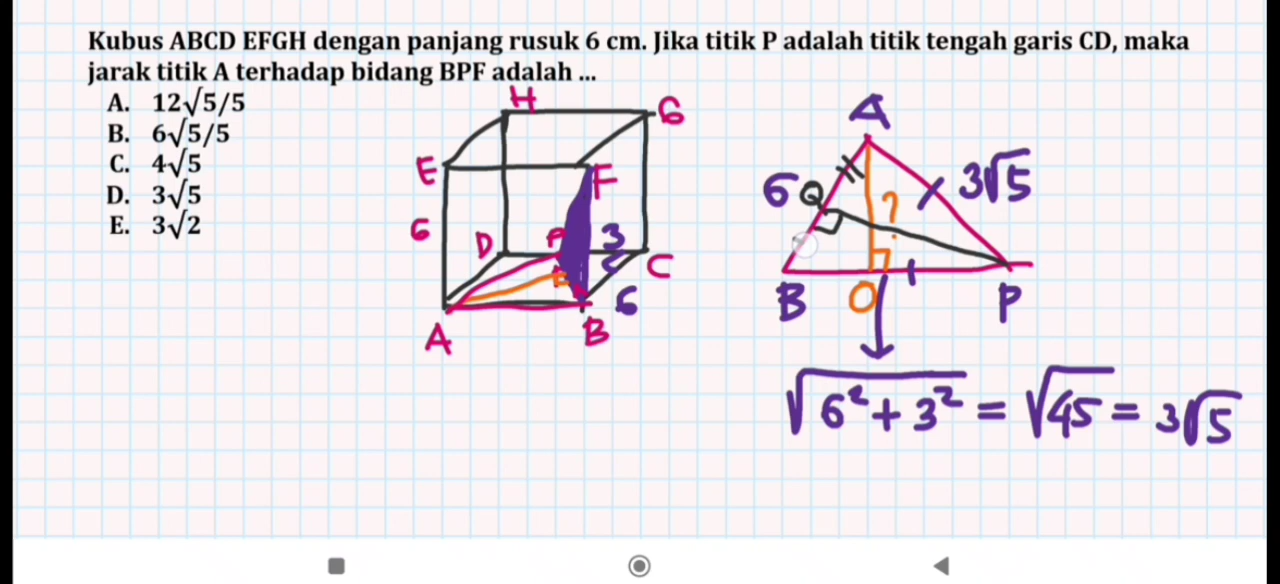 Kubus ABCD EFGH dengan panjang rusuk 6 cm. Jika titik P adalah titik tengah garis CD, maka
jarak titik A terhadap bidang BPF adalah ...
A. 12√5/5
B. 6√5/5
C. 4√5
D. 3√5
E. 3√2
H
G
E
F
6
D
P
3
C
6
A
B
A
6
Q
3√5
?
B
O
P
√6²+3² = √45 = 3√5